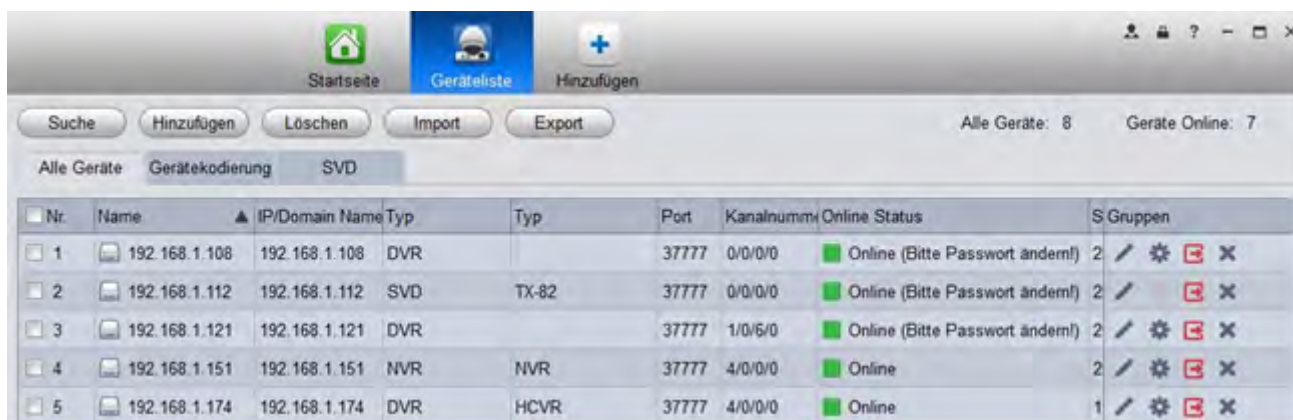 ?
Startseite Geräteliste Hinzufügen
Suche Hinzufügen Löschen Import Export Alle Geräte: 8 Geräte Online: 7
Alle Geräte Gerätekodierung SVD
Nr. Name IP/Domain Name Typ Typ Port Kanalnumm Online Status S Gruppen
1 192.168.1.108 192.168.1.108 DVR 37777 0/0/0/0 Online (Bitte Passwort ändern!) 2
2 192.168.1.112 192.168.1.112 SVD TX-82 37777 0/0/0/0 Online (Bitte Passwort ändern!) 2
3 192.168.1.121 192.168.1.121 DVR 37777 1/0/6/0 Online (Bitte Passwort ändern!) 2
4 192.168.1.151 192.168.1.151 NVR NVR 37777 4/0/0/0 Online 2
5 192.168.1.174 192.168.1.174 DVR HCVR 37777 4/0/0/0 Online 1